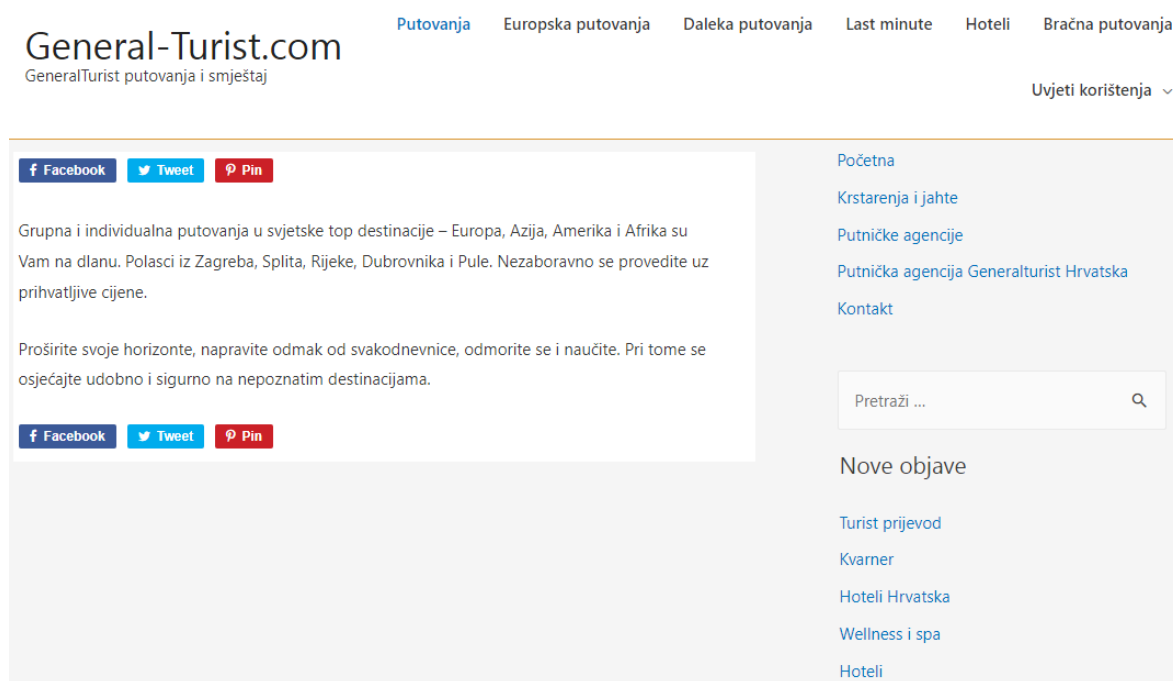 General-Turist.com
GeneralTurist putovanja i smještaj
Putovanja Europska putovanja Daleka putovanja Last minute Hoteli Bračna putovanja
Uvjeti korištenja
Facebook Tweet Pin
Grupna i individualna putovanja u svjetske top destinacije – Europa, Azija, Amerika i Afrika su
Vam na dlanu. Polasci iz Zagreba, Splita, Rijeke, Dubrovnika i Pule. Nezaboravno se provedite uz
prihvatljive cijene.
Proširite svoje horizonte, napravite odmak od svakodnevnice, odmorite se i naučite. Pri tome se
osjećajte udobno i sigurno na nepoznatim destinacijama.
Facebook Tweet Pin
Početna
Krstarenja i jahte
Putničke agencije
Putnička agencija Generalturist Hrvatska
Kontakt
Pretraži ...
Nove objave
Turist prijevod
Kvarner
Hoteli Hrvatska
Wellness i spa
Hoteli